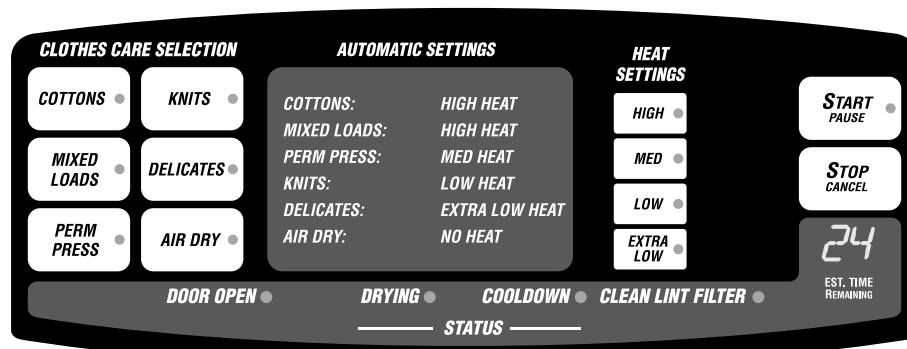 CLOTHES CARE SELECTION
COTTONS
KNITS
MIXED
LOADS
DELICATES
PERM
PRESS
AIR DRY
AUTOMATIC SETTINGS
COTTONS: HIGH HEAT
MIXED LOADS: HIGH HEAT
PERM PRESS: MED HEAT
KNITS: LOW HEAT
DELICATES: EXTRA LOW HEAT
AIR DRY: NO HEAT
HEAT
SETTINGS
HIGH
MED
LOW
EXTRA
LOW
START
PAUSE
STOP
CANCEL
24
EST. TIME
REMAINING
DOOR OPEN DRYING COOLDOWN CLEAN LINT FILTER
STATUS